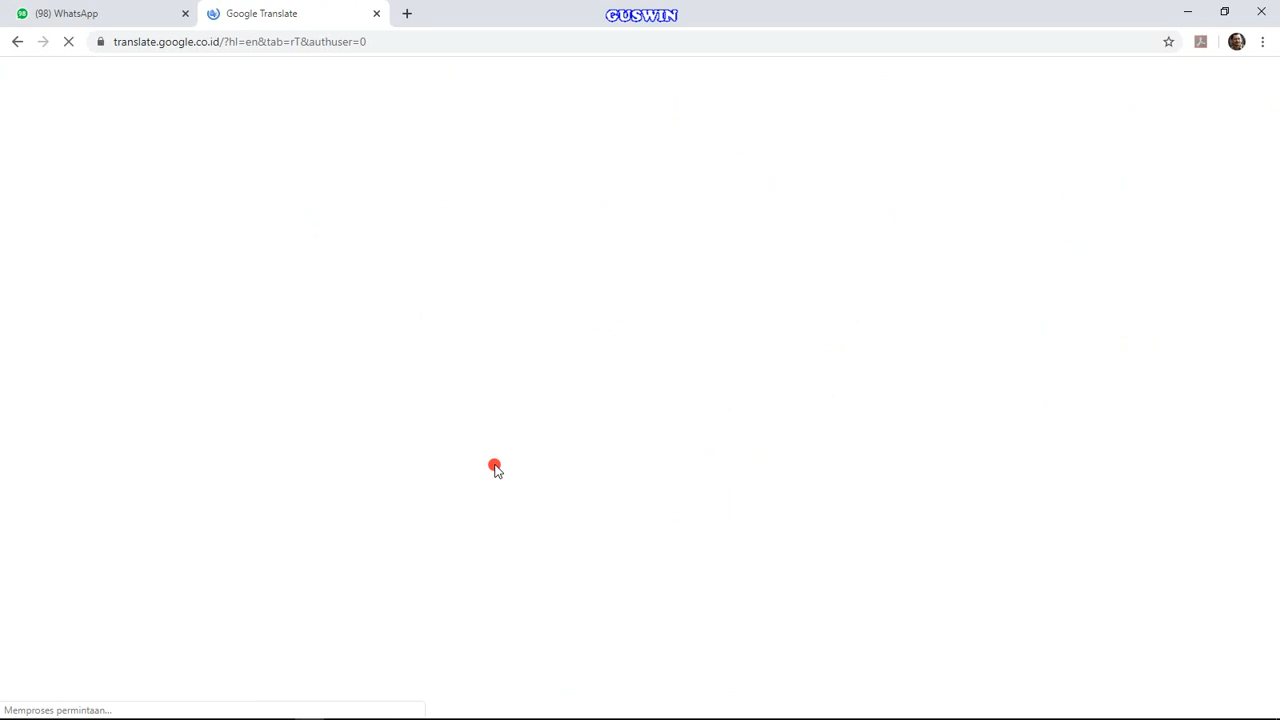 (98) WhatsApp
Google Translate
GUSWIN
translate.google.co.id/?hl=en&tab=rT&authuser=0
Memproses permintaan...